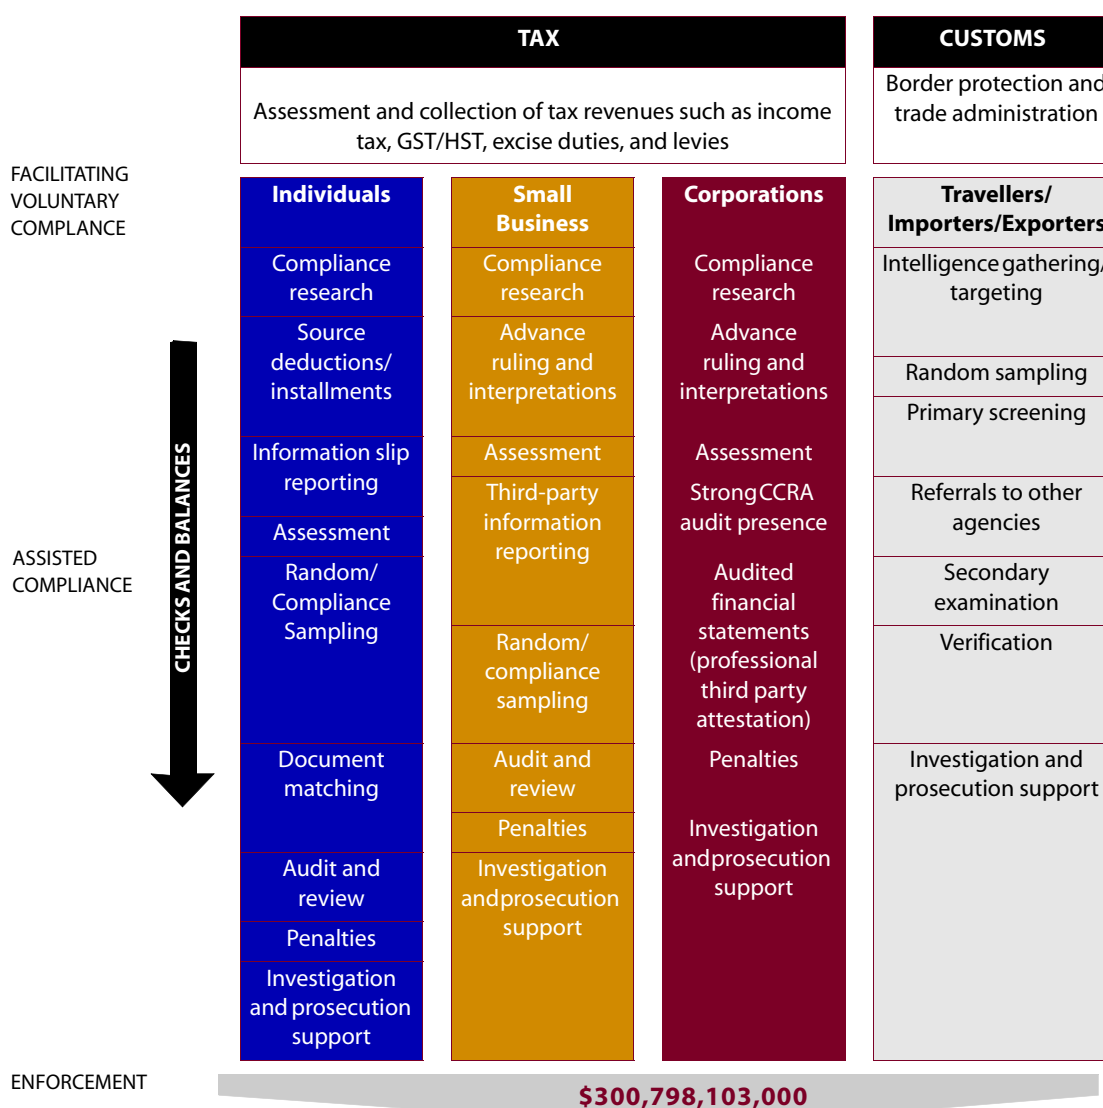 TAX
Assessment and collection of tax revenues such as income
tax, GST/HST, excise duties, and levies
CUSTOMS
Border protection and
trade administration
FACILITATING
VOLUNTARY
COMPLANCE
ASSISTED
COMPLIANCE
ENFORCEMENT
CHECKS AND BALANCES
Individuals
Compliance
research
Source
deductions/
installments
Information slip
reporting
Assessment
Random/
Compliance
Sampling
Document
matching
Audit and
review
Penalties
Investigation
and prosecution
support
Small
Business
Compliance
research
Advance
ruling and
interpretations
Assessment
Third-party
information
reporting
Random/
compliance
sampling
Audit and
review
Penalties
Investigation
and prosecution
support
Corporations
Compliance
research
Advance
ruling and
interpretations
Assessment
Strong CCRA
audit presence
Audited
financial
statements
(professional
third party
attestation)
Penalties
Investigation
and prosecution
support
Travellers/
Importers/Exporters
Intelligence gathering/
targeting
Random sampling
Primary screening
Referrals to other
agencies
Secondary
examination
Verification
Investigation and
prosecution support
$300,798,103,000